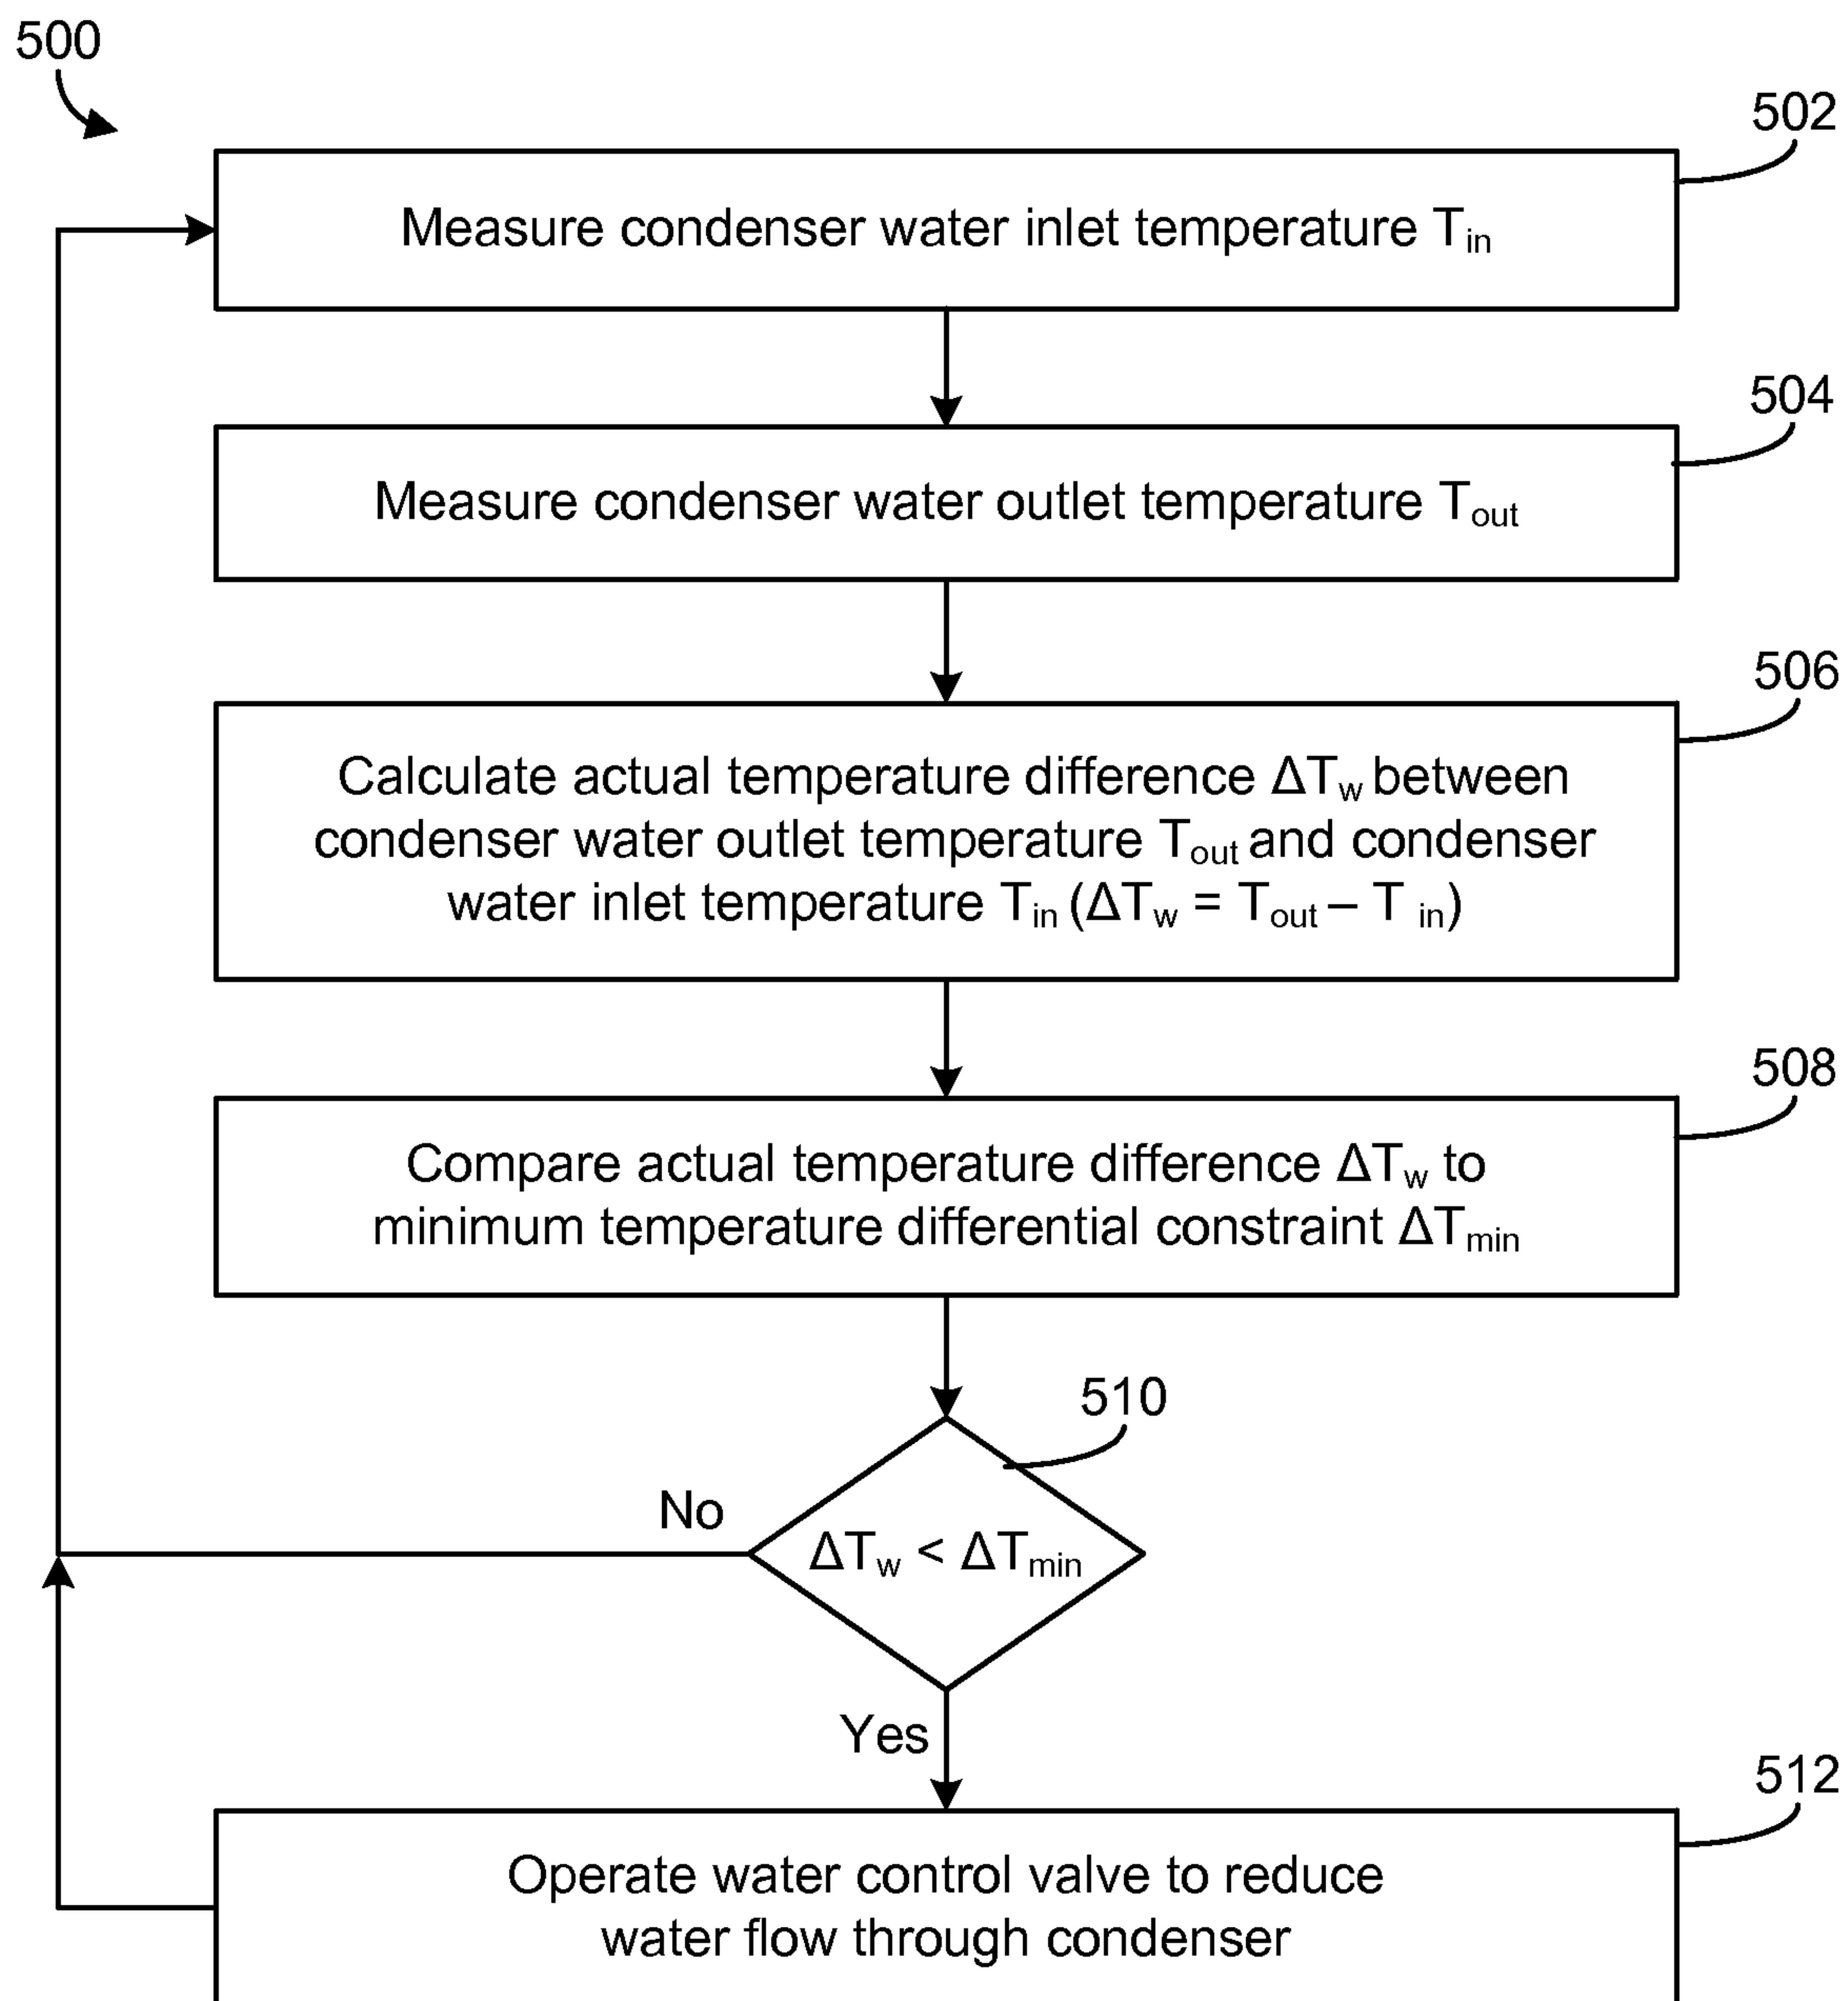 500
502
Measure condenser water inlet temperature Tin
504
Measure condenser water outlet temperature Tout
506
Calculate actual temperature difference ΔTw between
condenser water outlet temperature Tout and condenser
water inlet temperature Tin (ΔTw = Tout – T in)
508
Compare actual temperature difference ΔTw to
minimum temperature differential constraint ΔTmin
510
No
ΔTw < ΔTmin
Yes
512
Operate water control valve to reduce
water flow through condenser